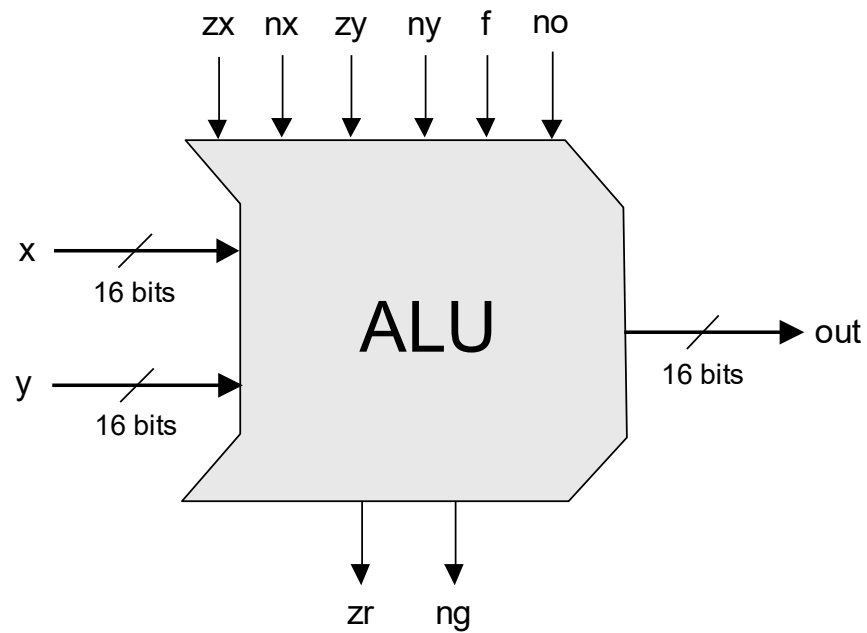 zx nx zy ny f no
x
16 bits
ALU
out
16 bits
y
16 bits
zr ng